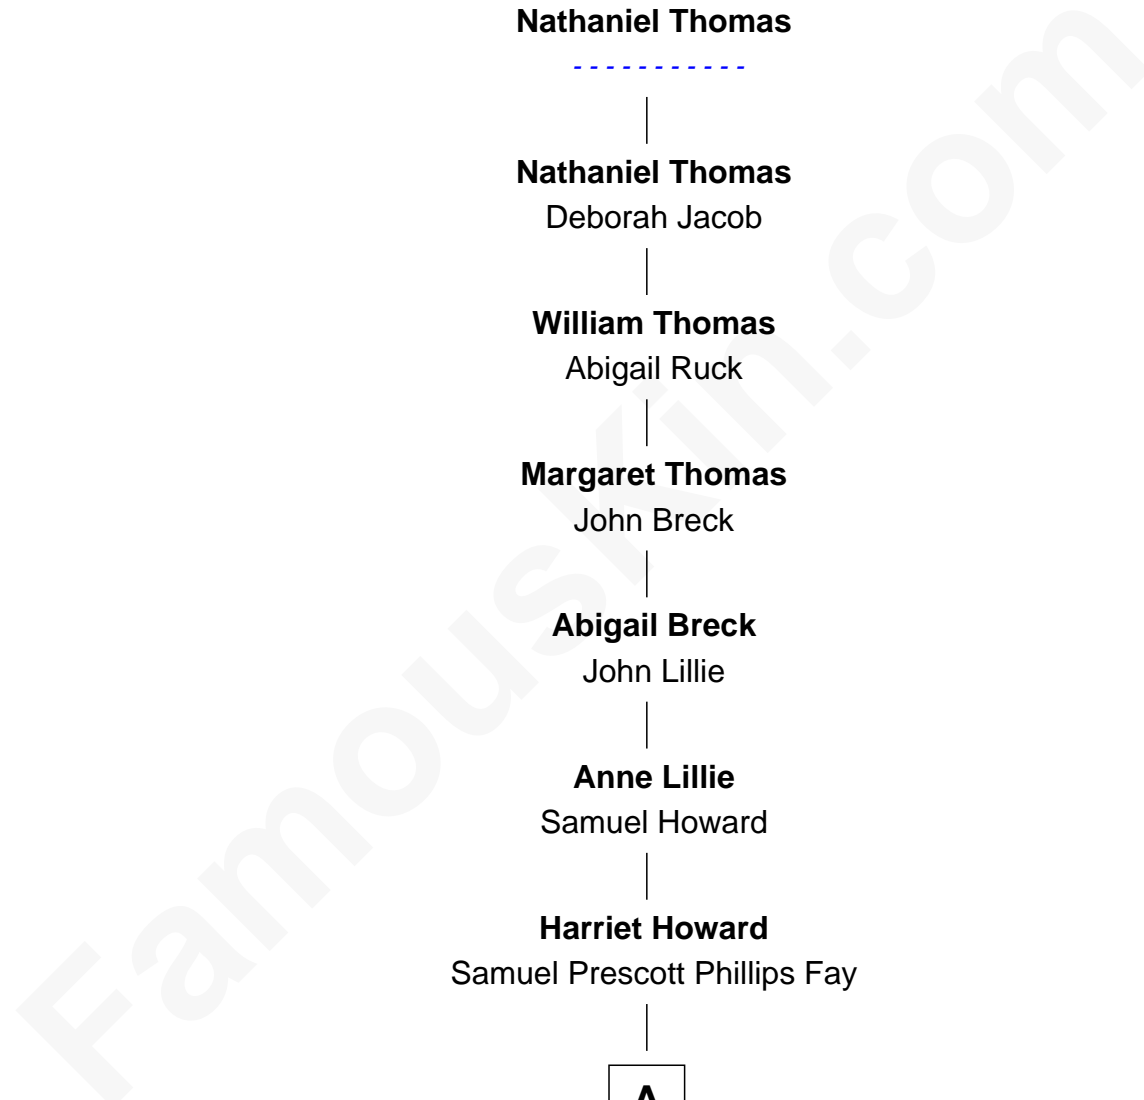 Nathaniel Thomas
- - - - - - - - - - -
Nathaniel Thomas
Deborah Jacob
William Thomas
Abigail Ruck
Margaret Thomas
John Breck
Abigail Breck
John Lillie
Anne Lillie
Samuel Howard
Harriet Howard
Samuel Prescott Phillips Fay
A
FamousKin.com